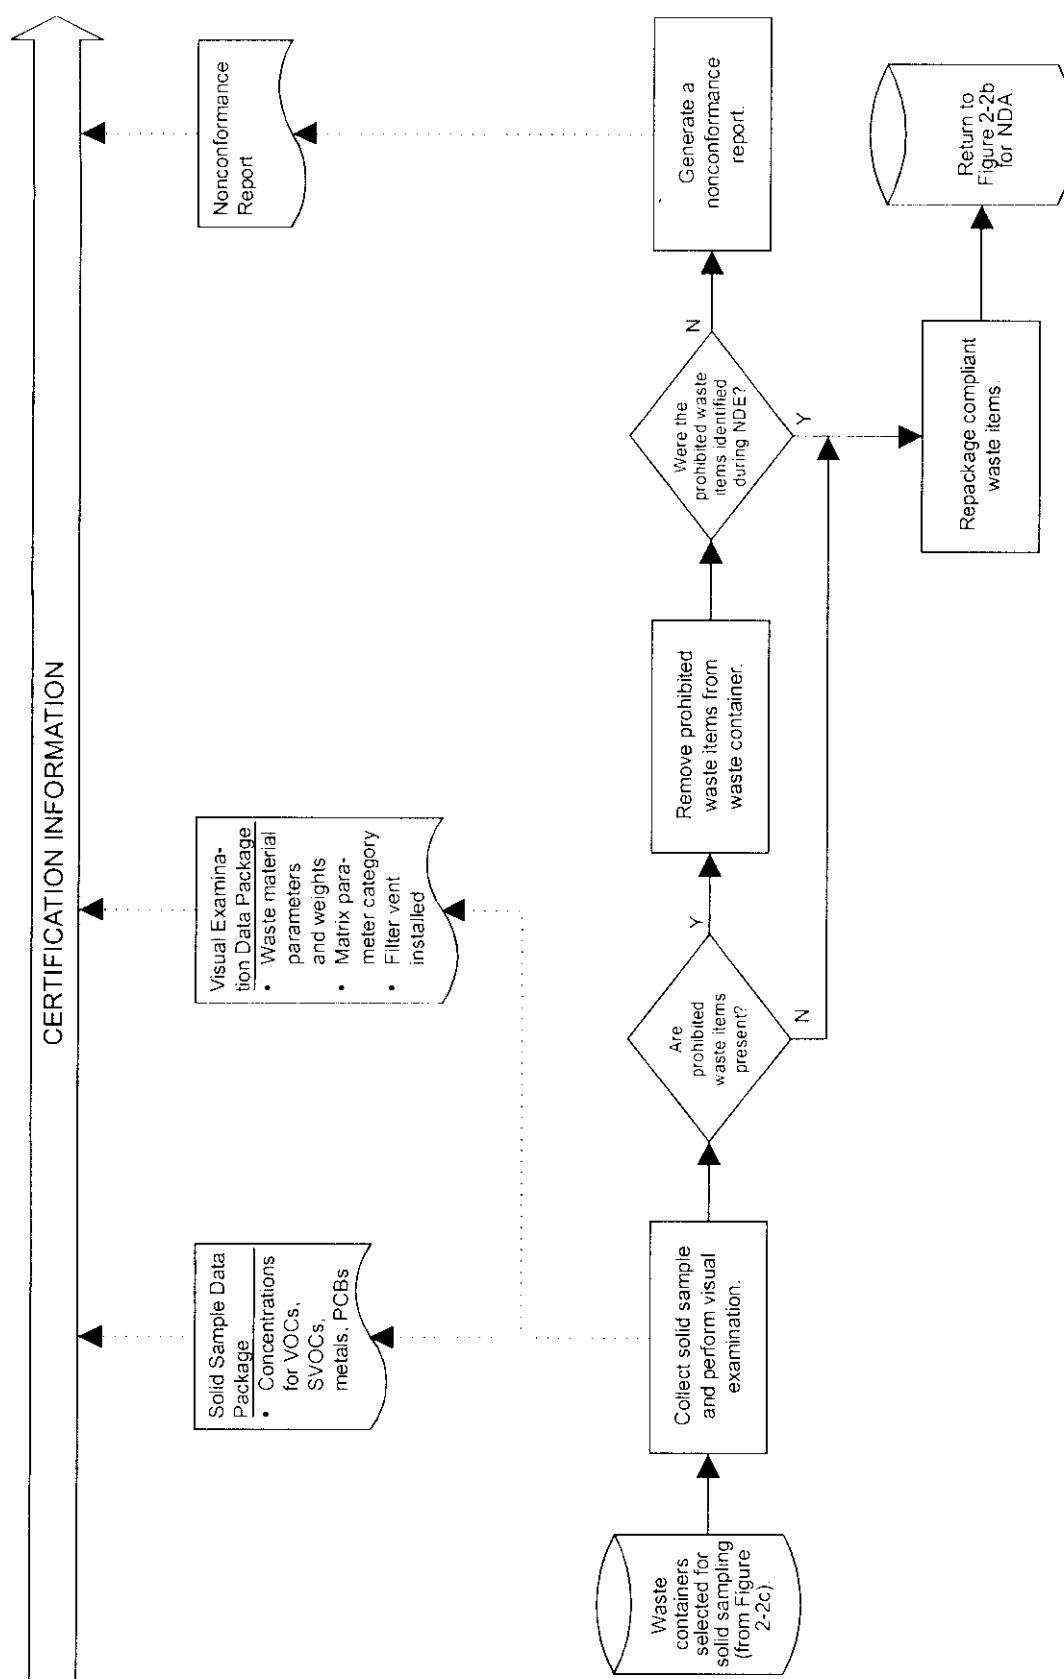 CERTIFICATION INFORMATION
Solid Sample Data
Package
• Concentrations
for VOCs,
SVOCs,
metals, PCBs
Visual Examina-
tion Data Package
• Waste material
parameters
and weights
• Matrix para-
meter category
• Filter vent
installed
Nonconformance
Report
Waste
containers
selected for
solid sampling
(from Figure
2-2c).
Collect solid sample
and perform visual
examination.
Are
prohibited
waste items
present?
Y
N
Remove prohibited
waste items from
waste container.
Were the
prohibited waste
items identified
during NDE?
N
Y
Generate a
nonconformance
report.
Repackage compliant
waste items.
Return to
Figure 2-2b
for NDA.